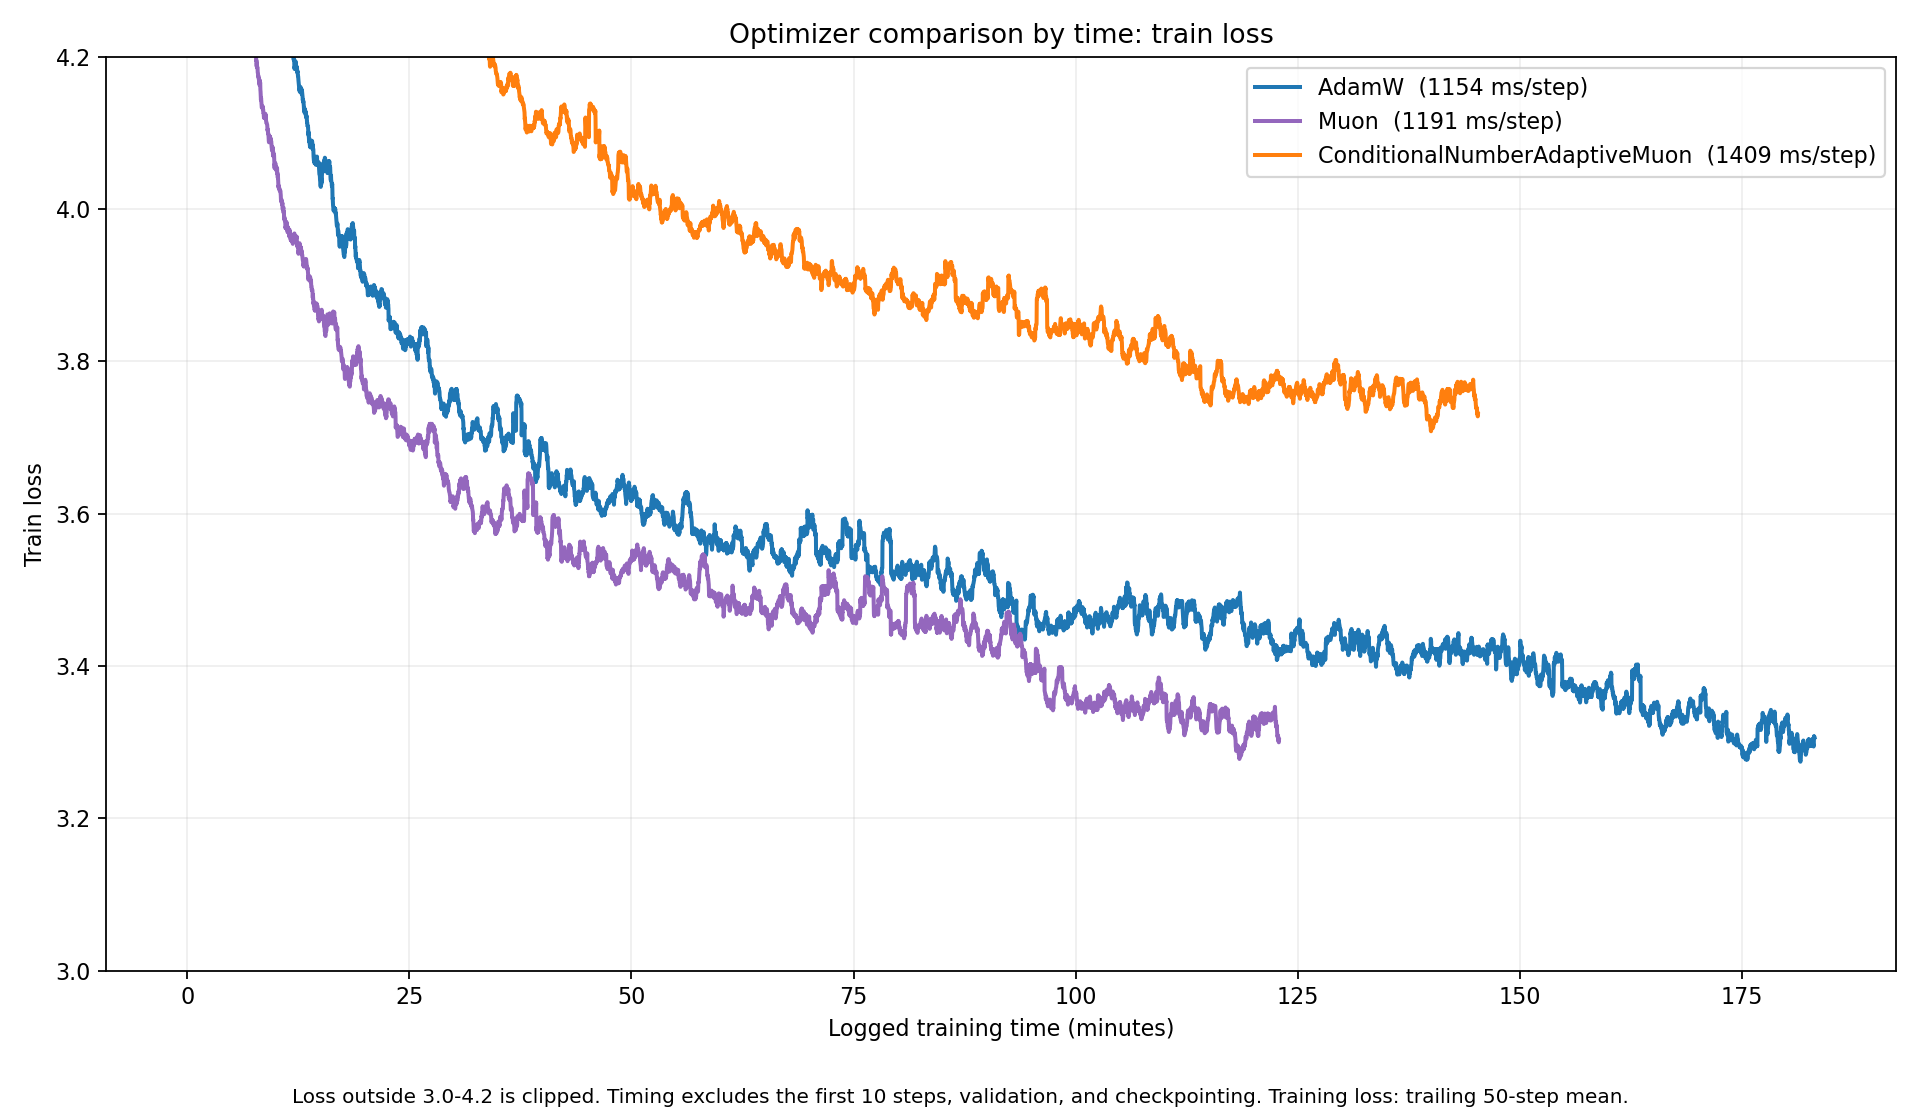 Optimizer comparison by time: train loss
AdamW (1154 ms/step)
Muon (1191 ms/step)
ConditionalNumberAdaptiveMuon (1409 ms/step)
Train loss
4.2
4.0
3.8
3.6
3.4
3.2
3.0
0 25 50 75 100 125 150 175
Logged training time (minutes)
Loss outside 3.0-4.2 is clipped. Timing excludes the first 10 steps, validation, and checkpointing. Training loss: trailing 50-step mean.